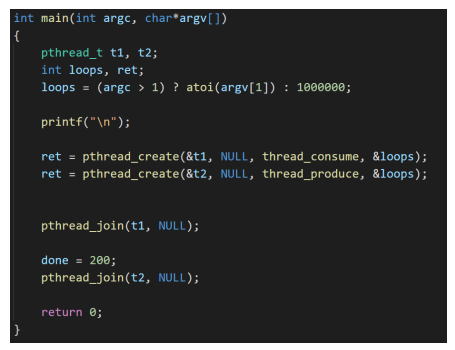 int main(int argc, char*argv[])
{
    pthread_t t1, t2;
    int loops, ret;
    loops = (argc > 1) ? atoi(argv[1]) : 1000000;
    printf("\n");
    ret = pthread_create(&t1, NULL, thread_consume, &loops);
    ret = pthread_create(&t2, NULL, thread_produce, &loops);
    pthread_join(t1, NULL);
    done = 200;
    pthread_join(t2, NULL);
    return 0;
}